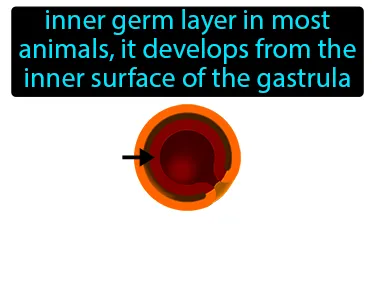 inner germ layer in most
animals, it develops from the
inner surface of the gastrula